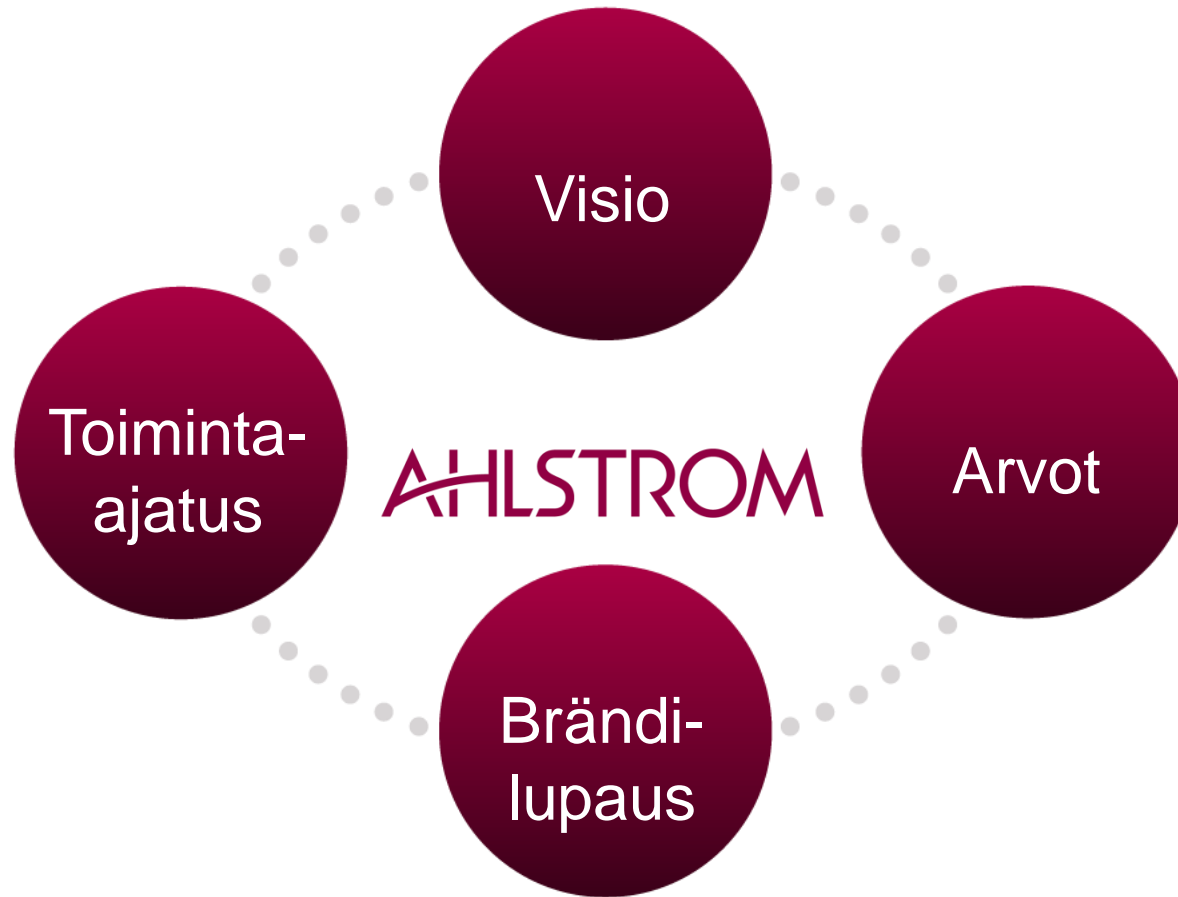 Visio
Toiminta-
ajatus
AHLSTROM
Arvot
Brändi-
lupaus